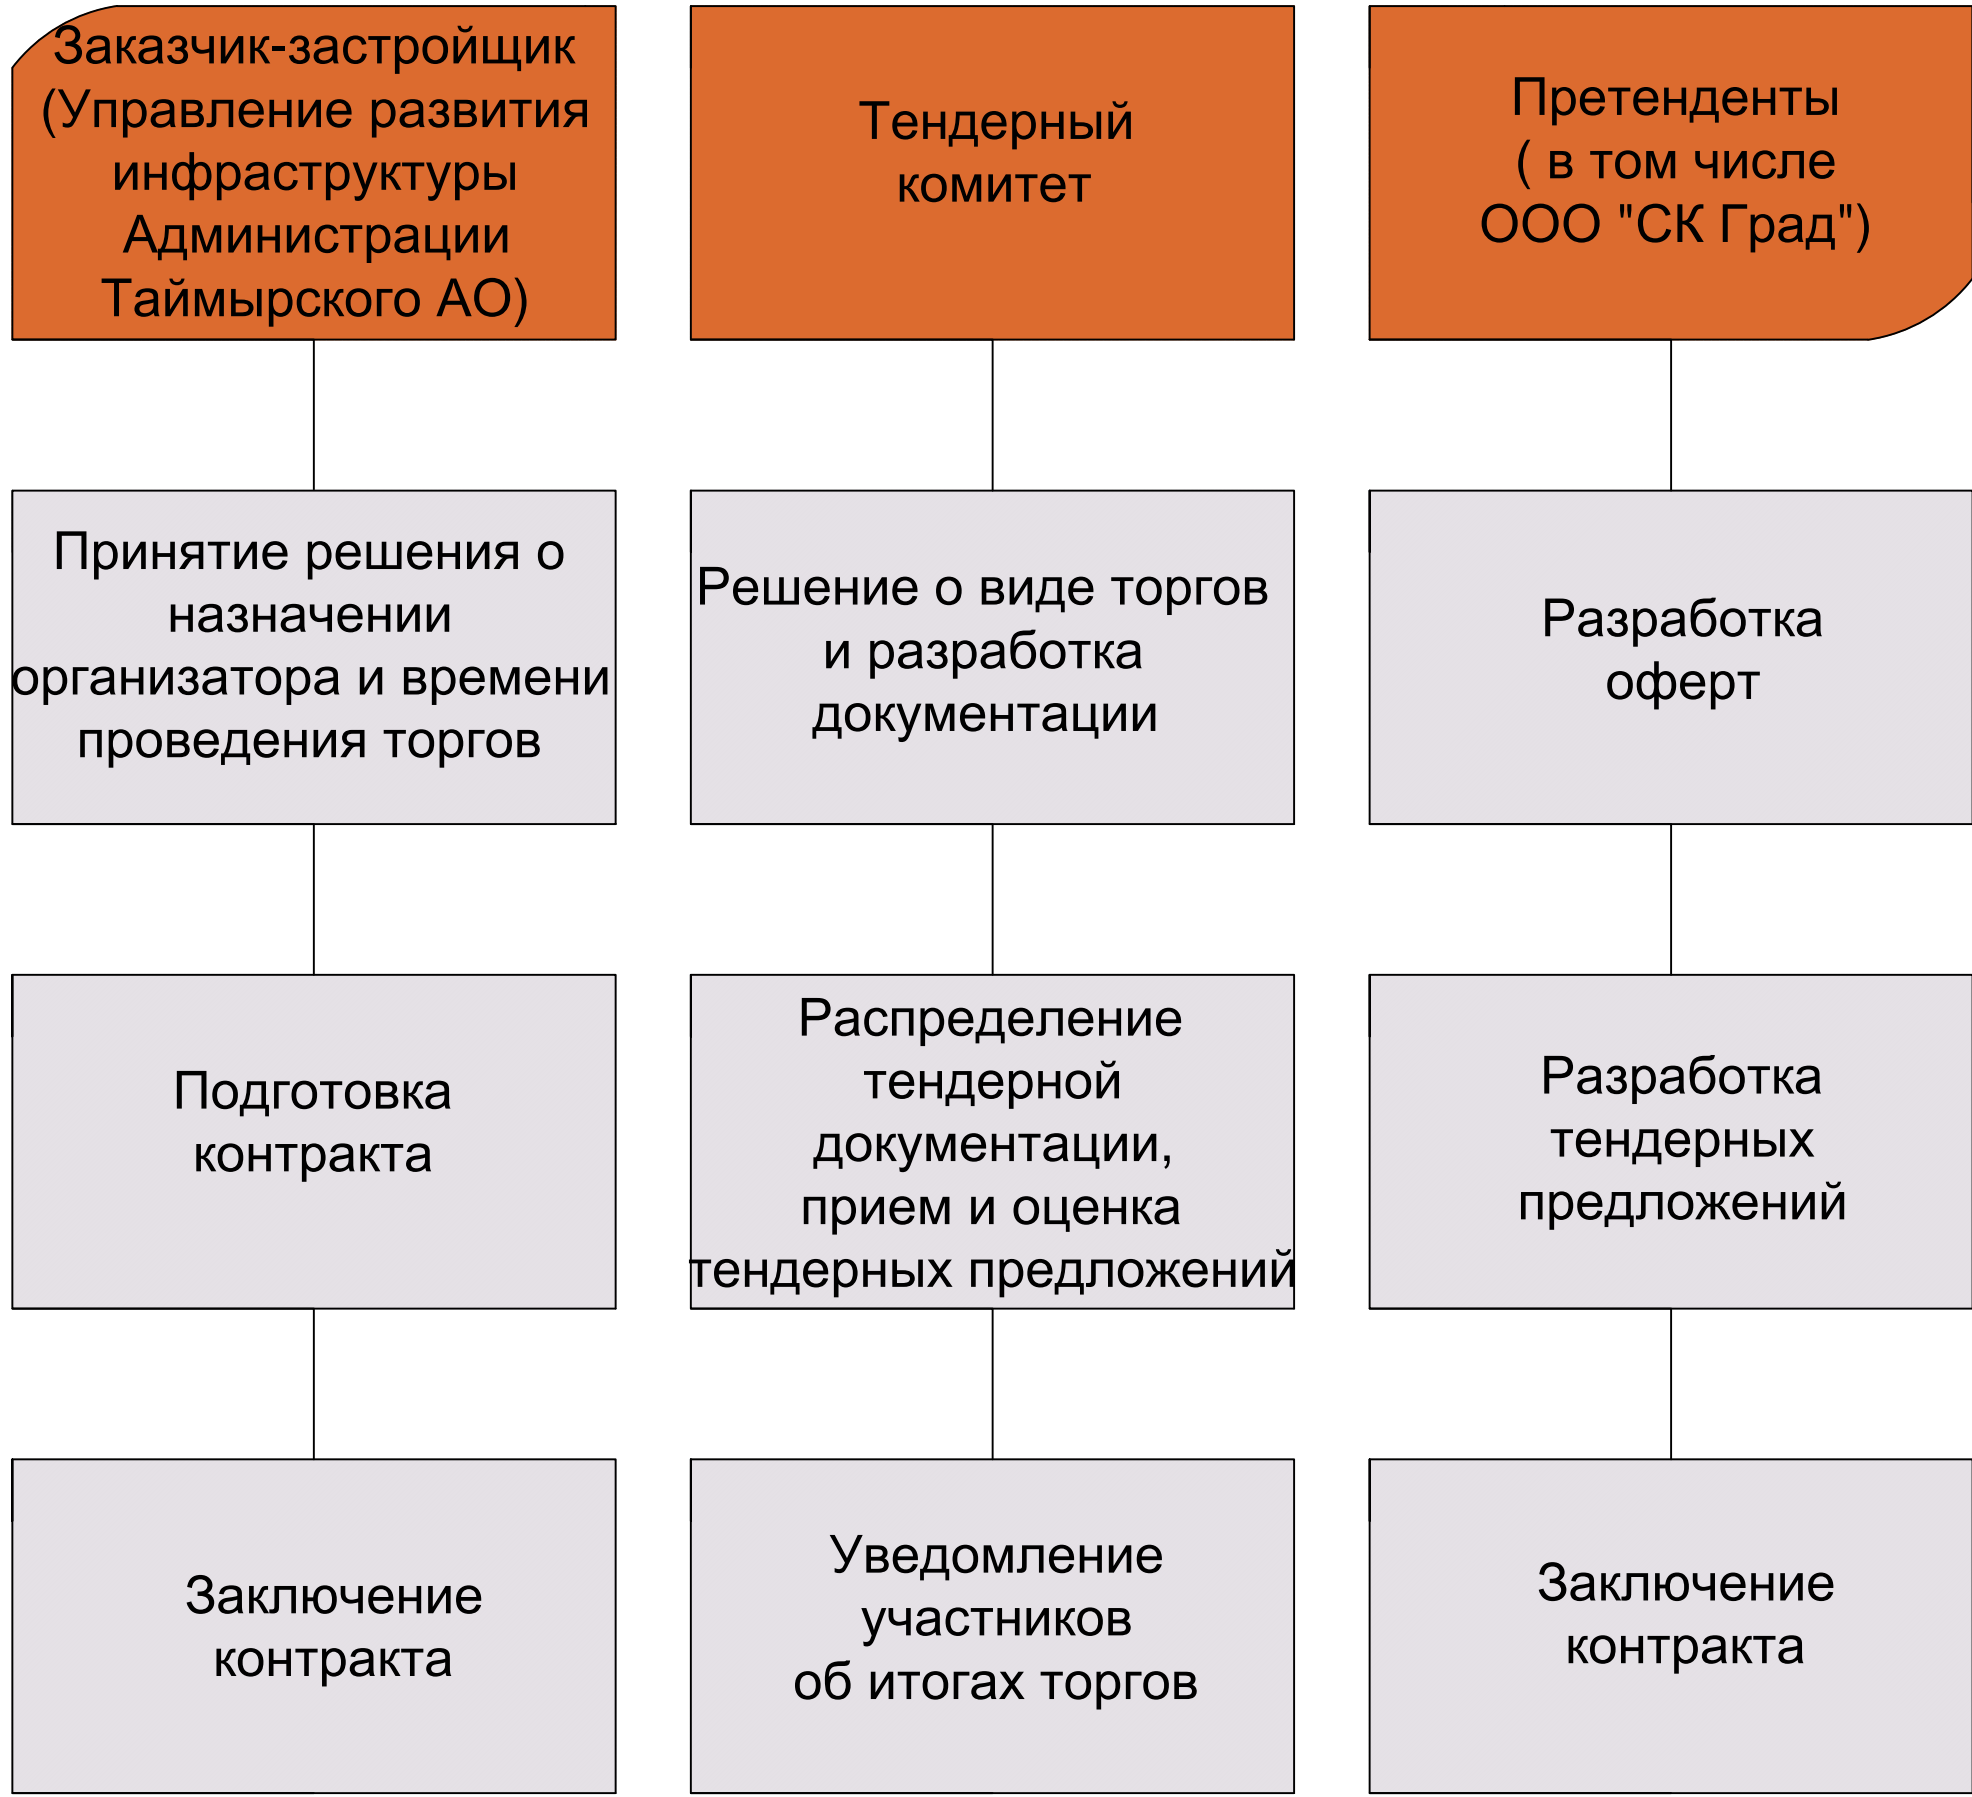 Заказчик-застройщик
(Управление развития
инфраструктуры
Администрации
Таймырского АО)
Тендерный
комитет
Претенденты
( в том числе
ООО "СК Град")
Принятие решения о
назначении
организатора и времени
проведения торгов
Решение о виде торгов
и разработка
документации
Разработка
оферт
Подготовка
контракта
Распределение
тендерной
документации,
прием и оценка
тендерных предложений
Разработка
тендерных
предложений
Заключение
контракта
Уведомление
участников
об итогах торгов
Заключение
контракта